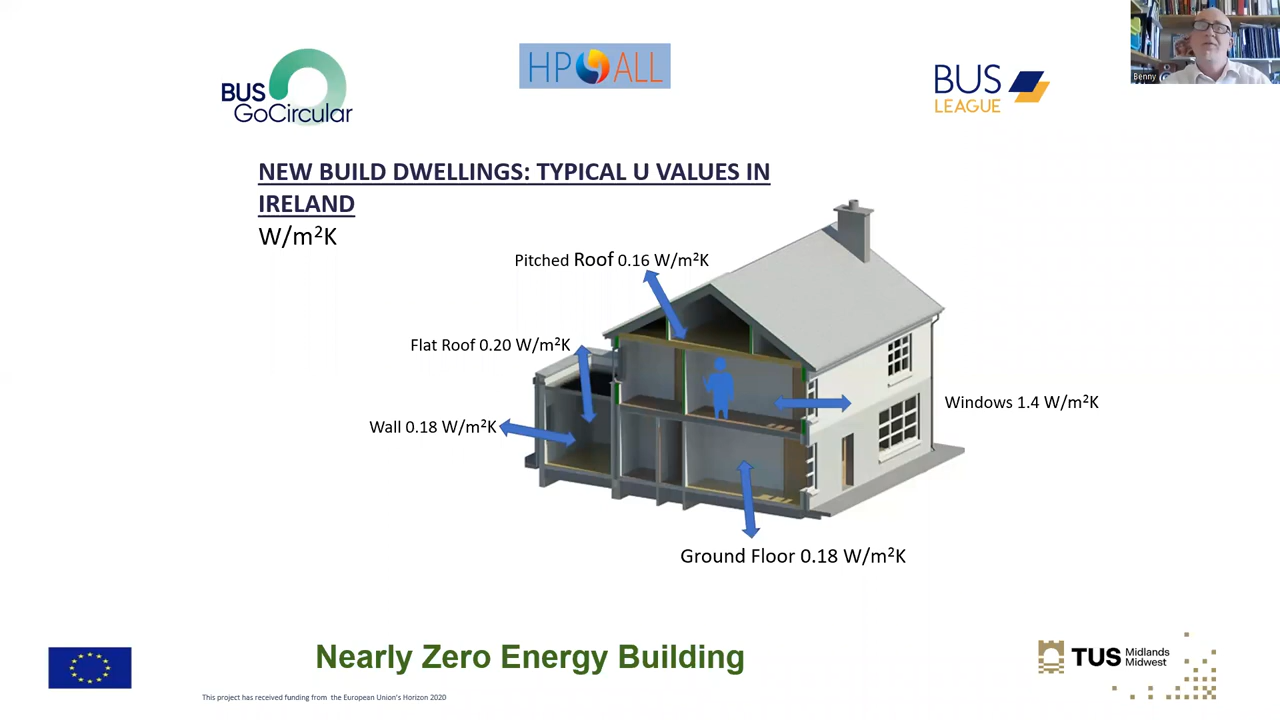 BUS
GoCircular
HP ALL
BUS
LEAGUE
Benny
NEW BUILD DWELLINGS: TYPICAL U VALUES IN
IRELAND
W/m²K
Pitched Roof 0.16 W/m²K
Flat Roof 0.20 W/m²K
Windows 1.4 W/m²K
Wall 0.18 W/m²K
Ground Floor 0.18 W/m²K
Nearly Zero Energy Building
TUS Midlands
Midwest
This project has received funding from the European Union's Horizon 2020